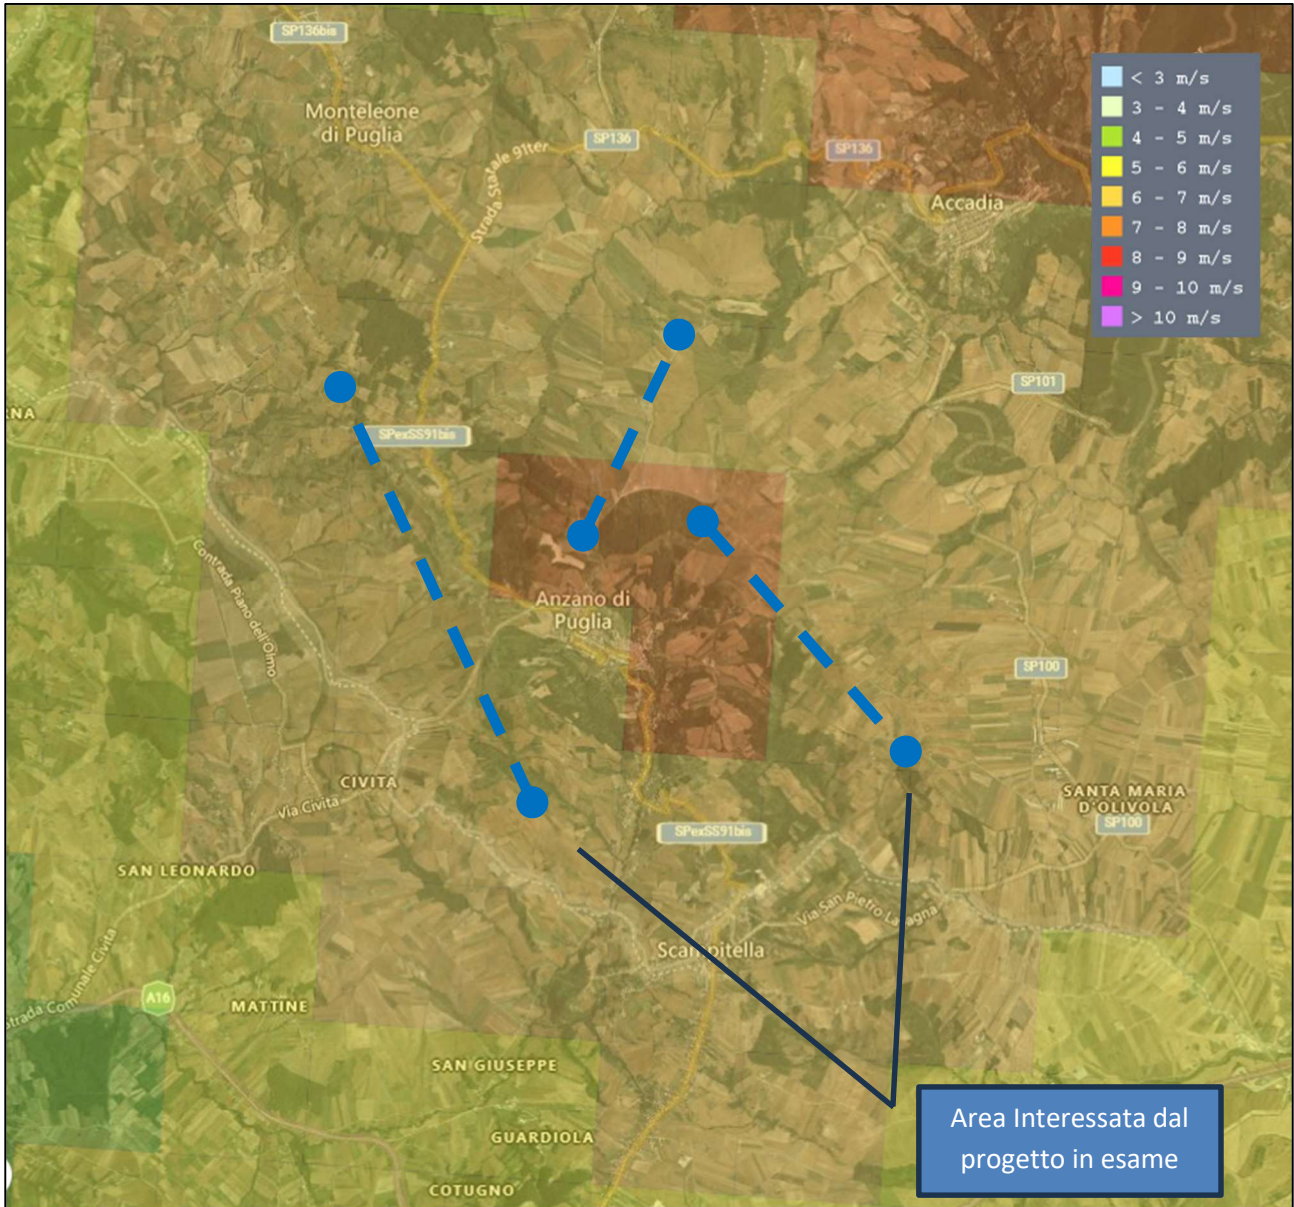 SP136bis
< 3 m/s
3 - 4 m/s
4 - 5 m/s
5 - 6 m/s
6 - 7 m/s
7 - 8 m/s
8 - 9 m/s
9 - 10 m/s
> 10 m/s
Monteleone
di Puglia
SP136
SP136
Strada Statale 91ter
Accadia
SP101
RNA
SPexSS91bis
Contrada Piano dell'Olmo
Anzano di
Puglia
SP100
CIVITA
Via Civita
SANTA MARIA
D'OLIVOLA
SP100
SPexSS91bis
SAN LEONARDO
Via San Pietro
Scampitella
Strada Comunale Civita
A16
MATTINE
SAN GIUSEPPE
GUARDIOLA
COTUGNO
Area Interessata dal
progetto in esame